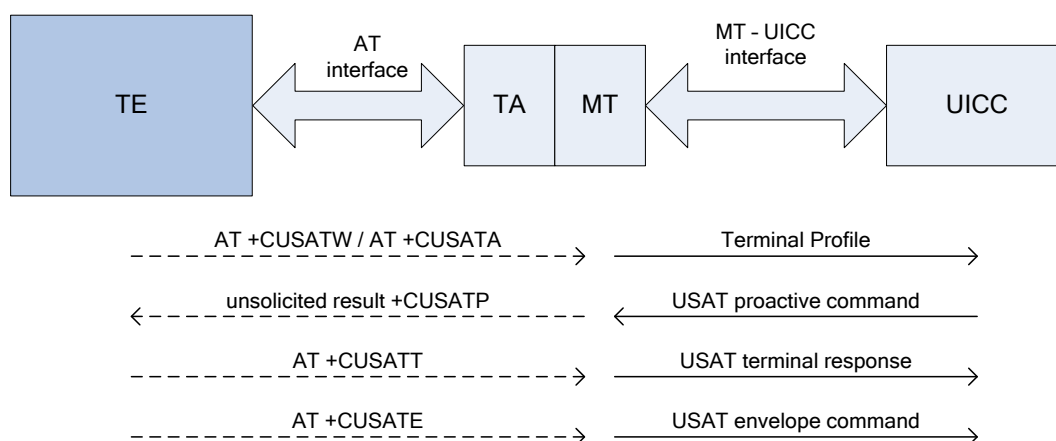 AT
interface
MT - UICC
interface
TE
TA
MT
UICC
AT +CUSATW / AT +CUSATA
Terminal Profile
unsolicited result +CUSATP
USAT proactive command
AT +CUSATT
USAT terminal response
AT +CUSATE
USAT envelope command